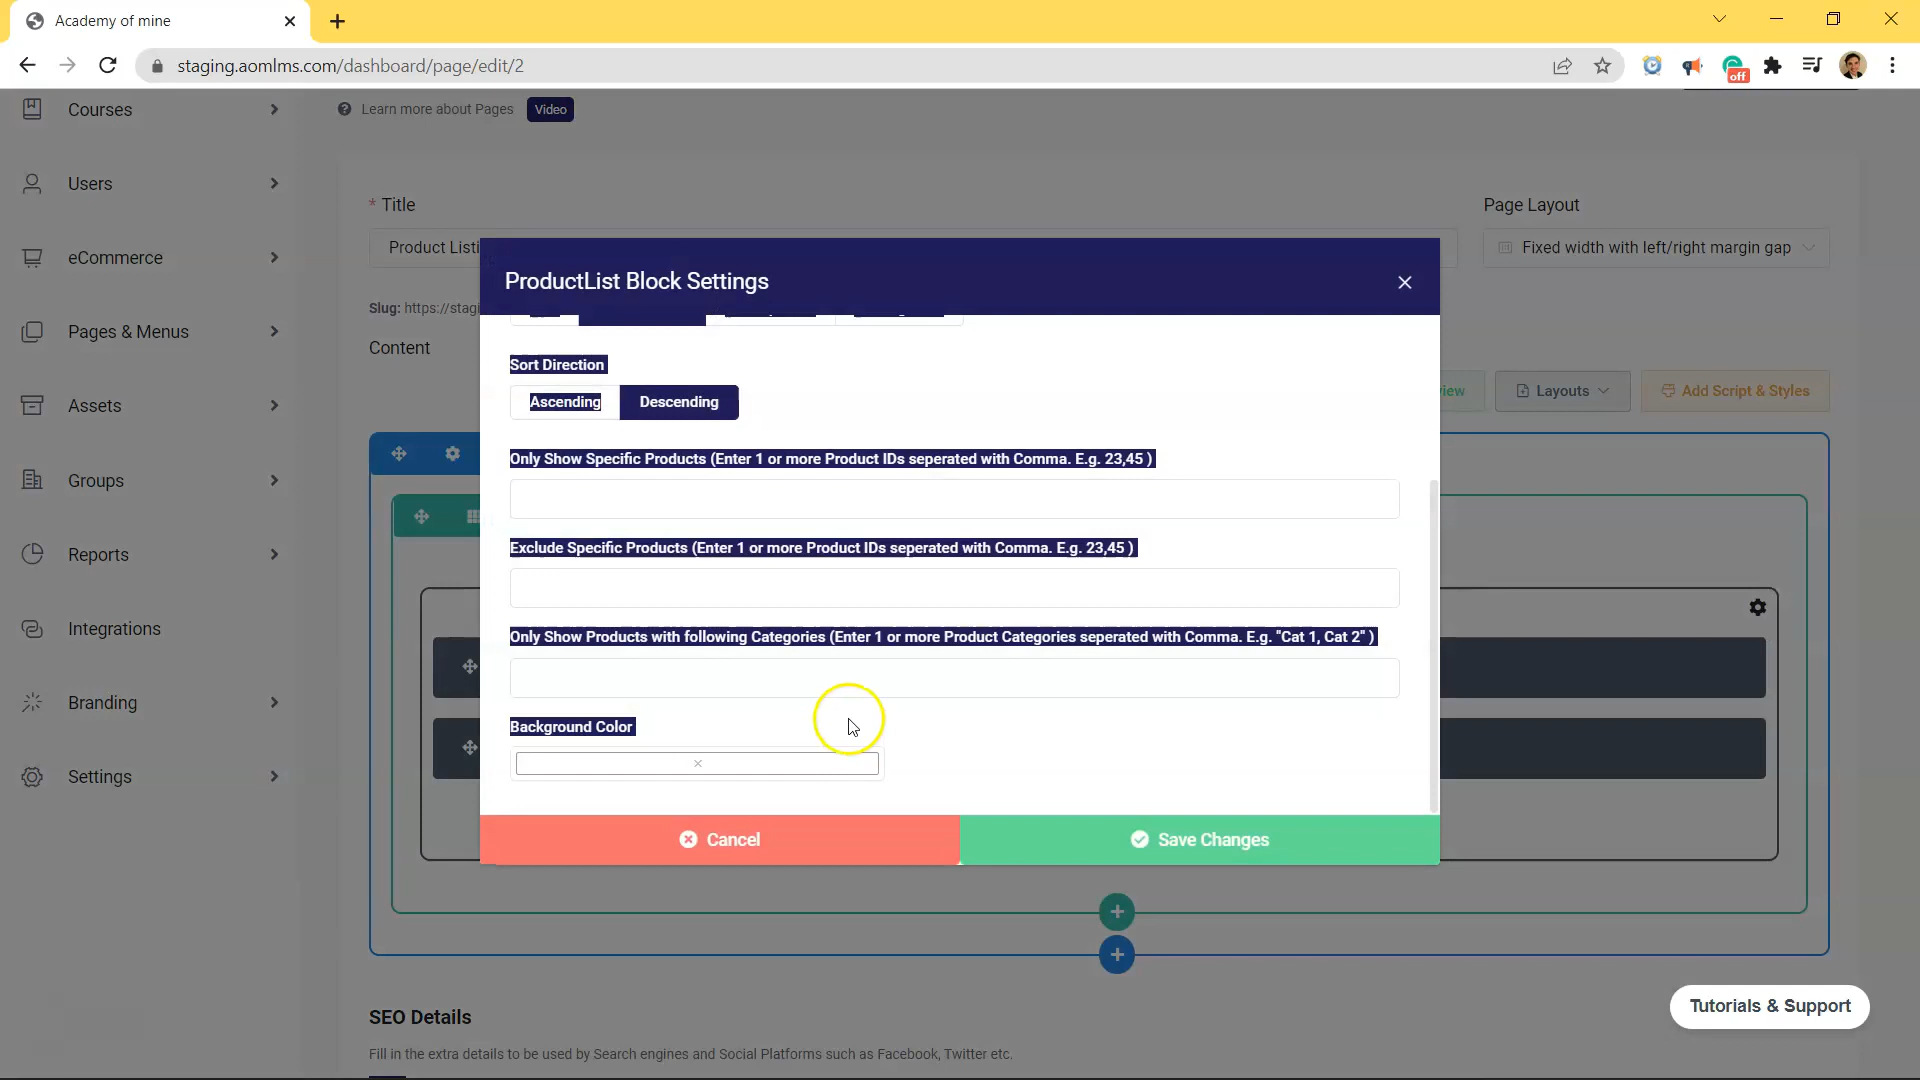 Academy of mine
staging.aomlms.com/dashboard/page/edit/2
off
Courses
Learn more about Pages
Video
Users
* Title
Page Layout
Product Listi
Fixed width with left/right margin gap
eCommerce
ProductList Block Settings
Slug: https://stagi
Pages & Menus
Content
Sort Direction
Ascending
Descending
iew
Layouts
Add Script & Styles
Assets
Only Show Specific Products (Enter 1 or more Product IDs seperated with Comma. E.g. 23,45 )
Groups
Exclude Specific Products (Enter 1 or more Product IDs seperated with Comma. E.g. 23,45 )
Reports
Integrations
Only Show Products with following Categories (Enter 1 or more Product Categories seperated with Comma. E.g. "Cat 1, Cat 2" )
Branding
Background Color
Settings
Cancel
Save Changes
Tutorials & Support
SEO Details
Fill in the extra details to be used by Search engines and Social Platforms such as Facebook, Twitter etc.